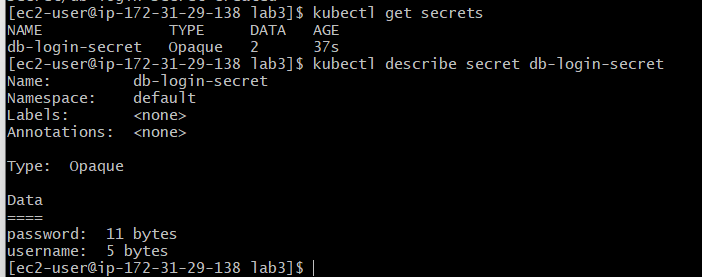 [ec2-user@ip-172-31-29-138 lab3]$ kubectl get secrets
NAME TYPE DATA AGE
db-login-secret Opaque 2 37s
[ec2-user@ip-172-31-29-138 lab3]$ kubectl describe secret db-login-secret
Name: db-login-secret
Namespace: default
Labels: <none>
Annotations: <none>
Type: Opaque
Data
====
password: 11 bytes
username: 5 bytes
[ec2-user@ip-172-31-29-138 lab3]$